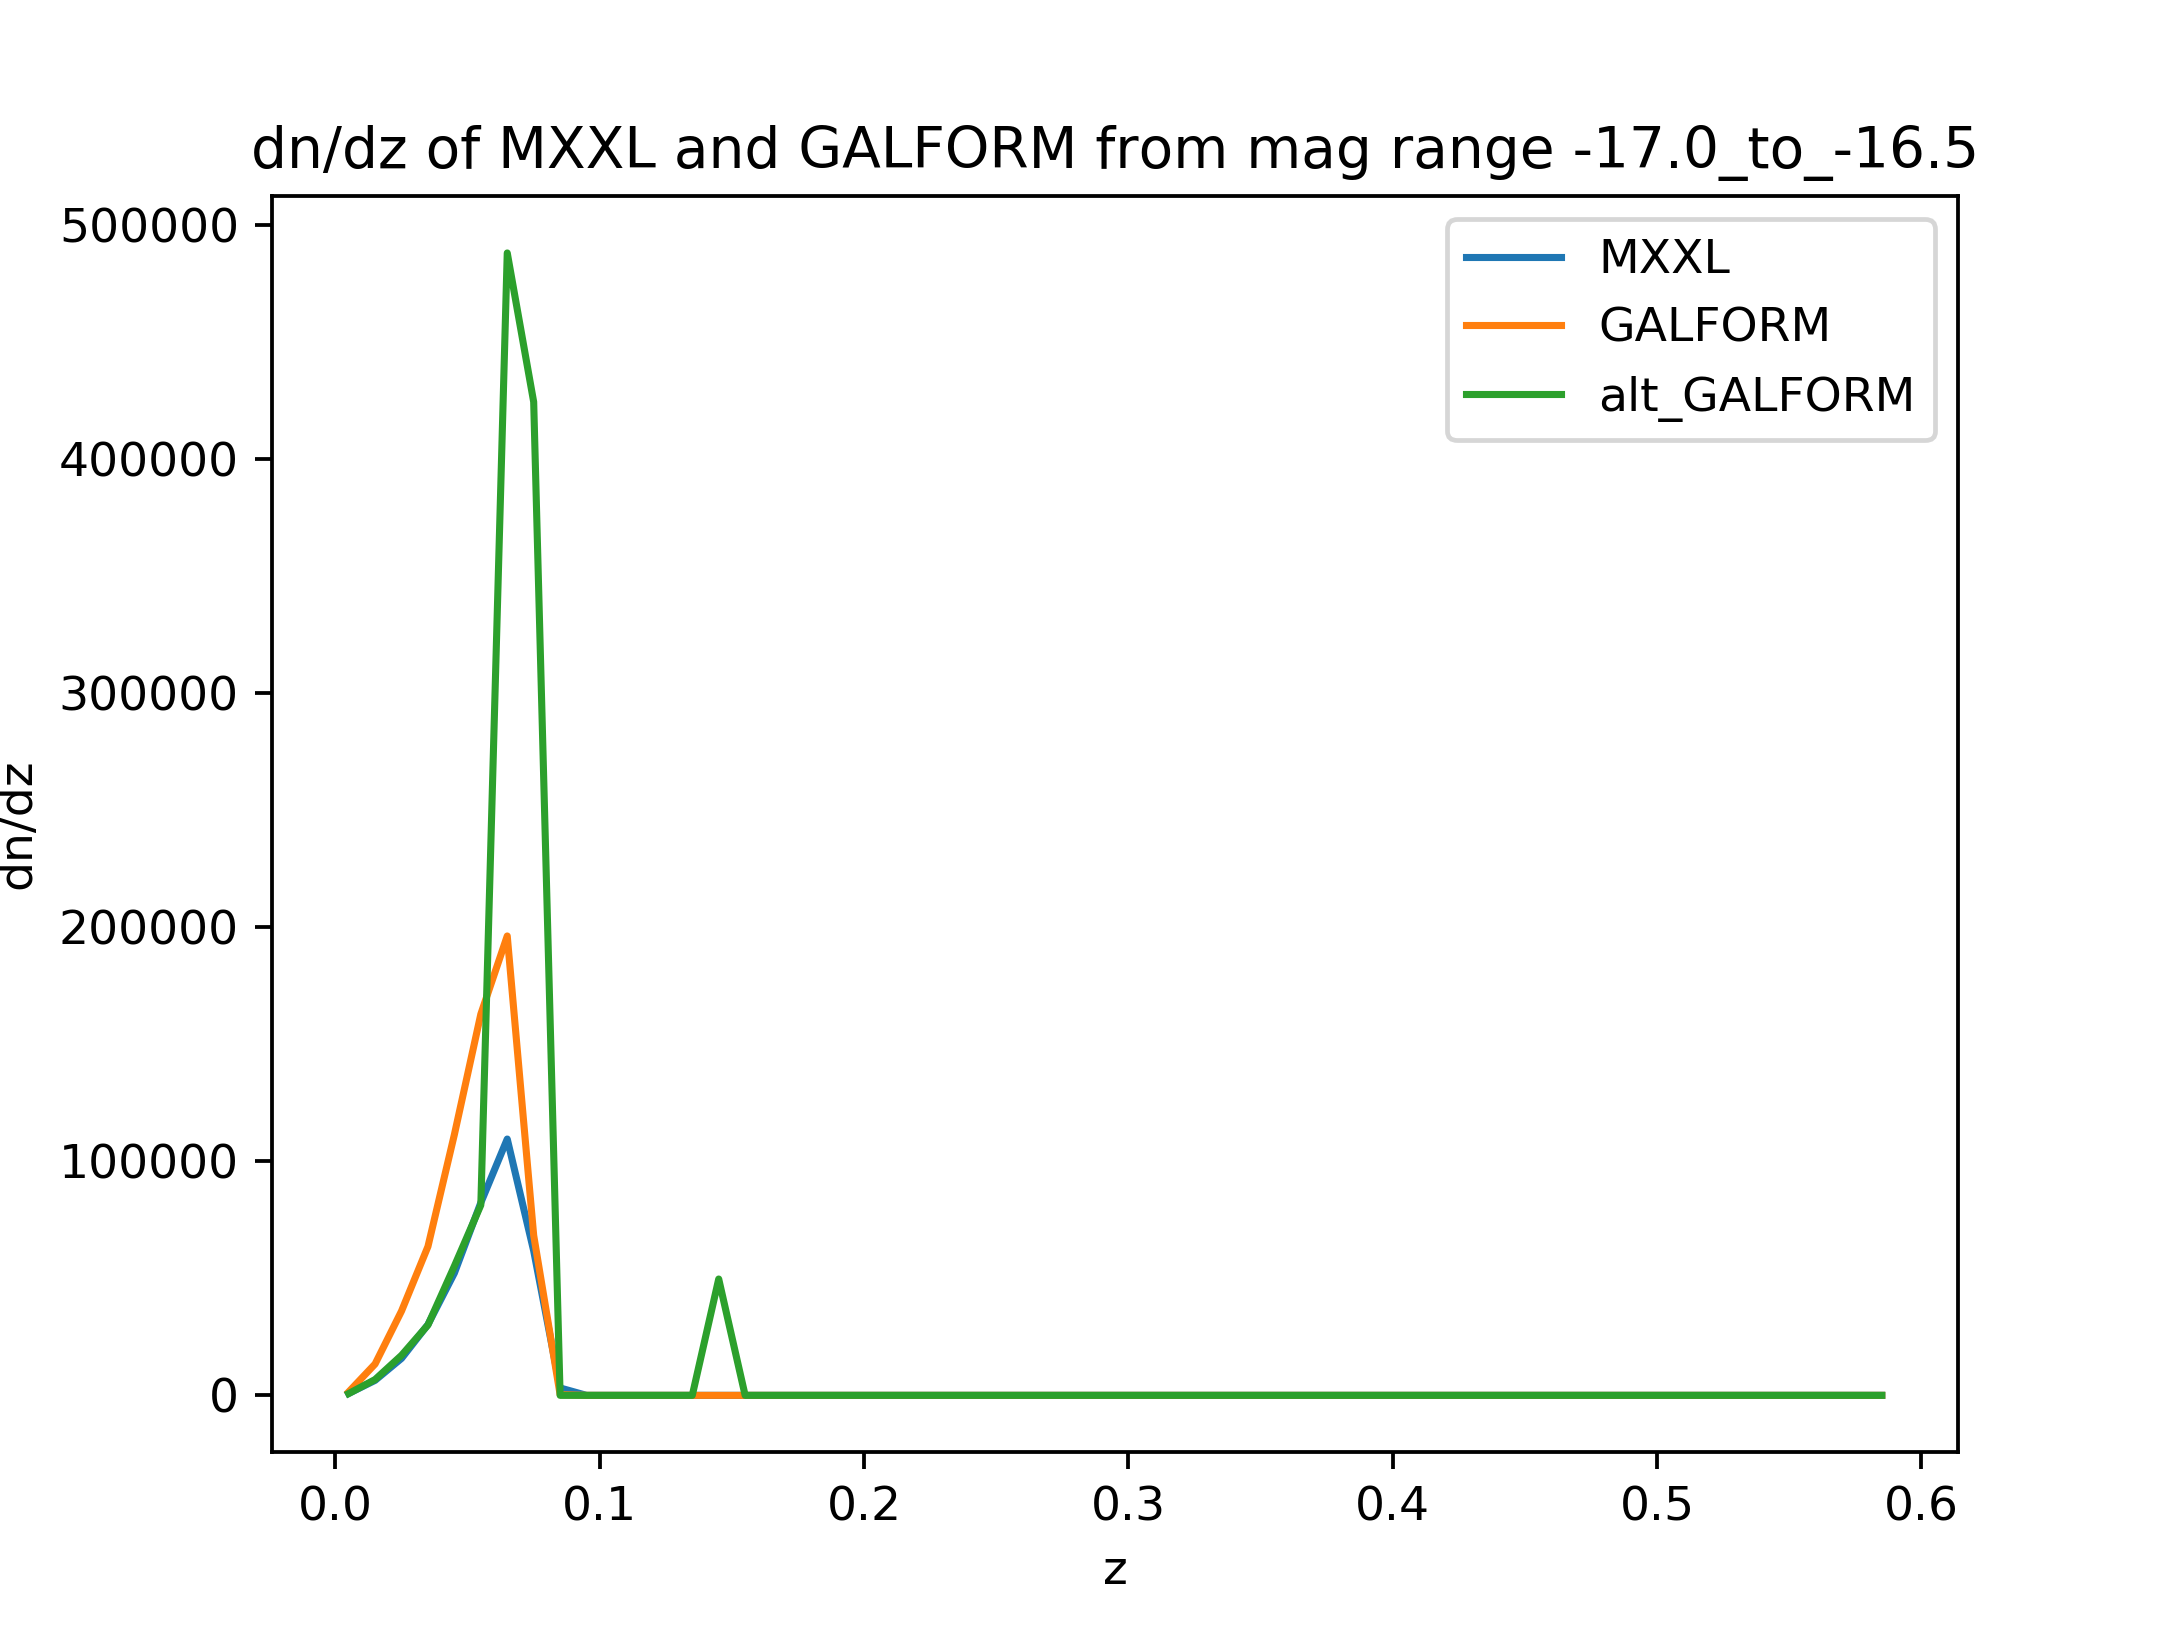 dn/dz of MXXL and GALFORM from mag range -17.0_to_-16.5
MXXL
GALFORM
alt_GALFORM
500000
400000
300000
200000
100000
0
dn/dz
0.0 0.1 0.2 0.3 0.4 0.5 0.6
z